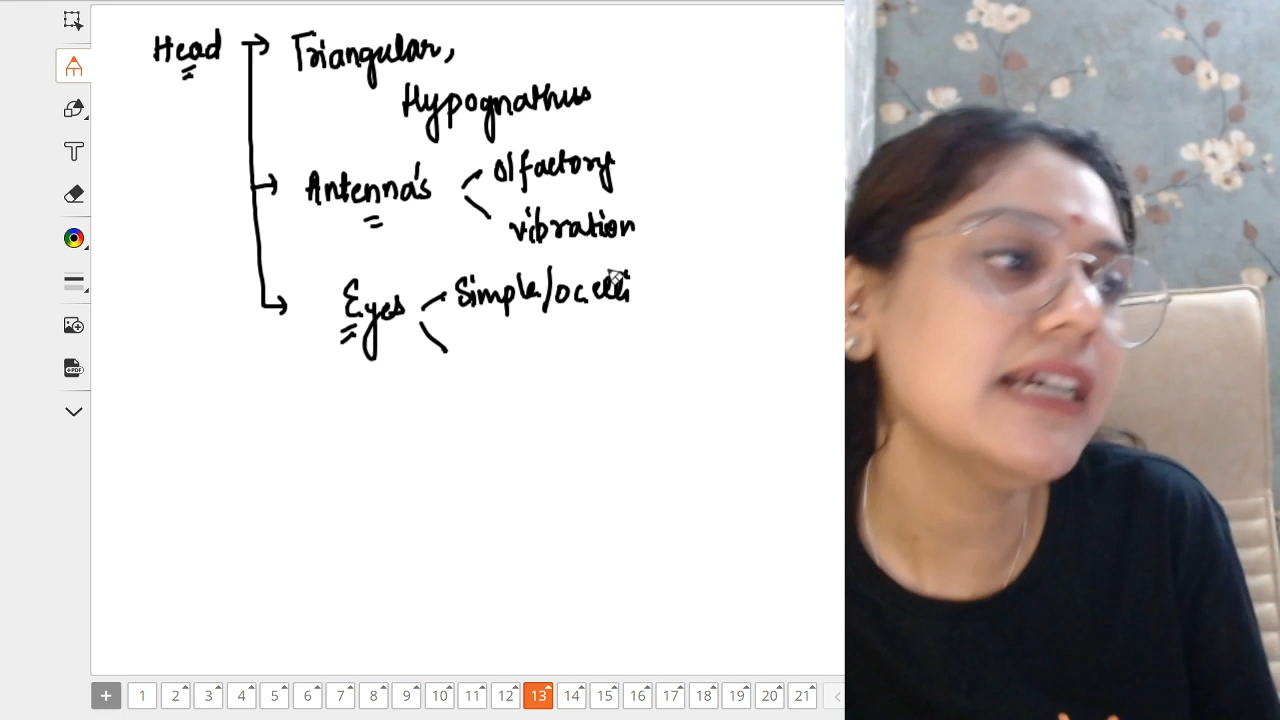 Head → Triangular,
Hypognathus
Antenna's
olfactory
vibration
Eyes
Simple/ocelli
T
PDF
+ 1 2 3 4 5 6 7 8 9 10 11 12 13 14 15 16 17 18 19 20 21